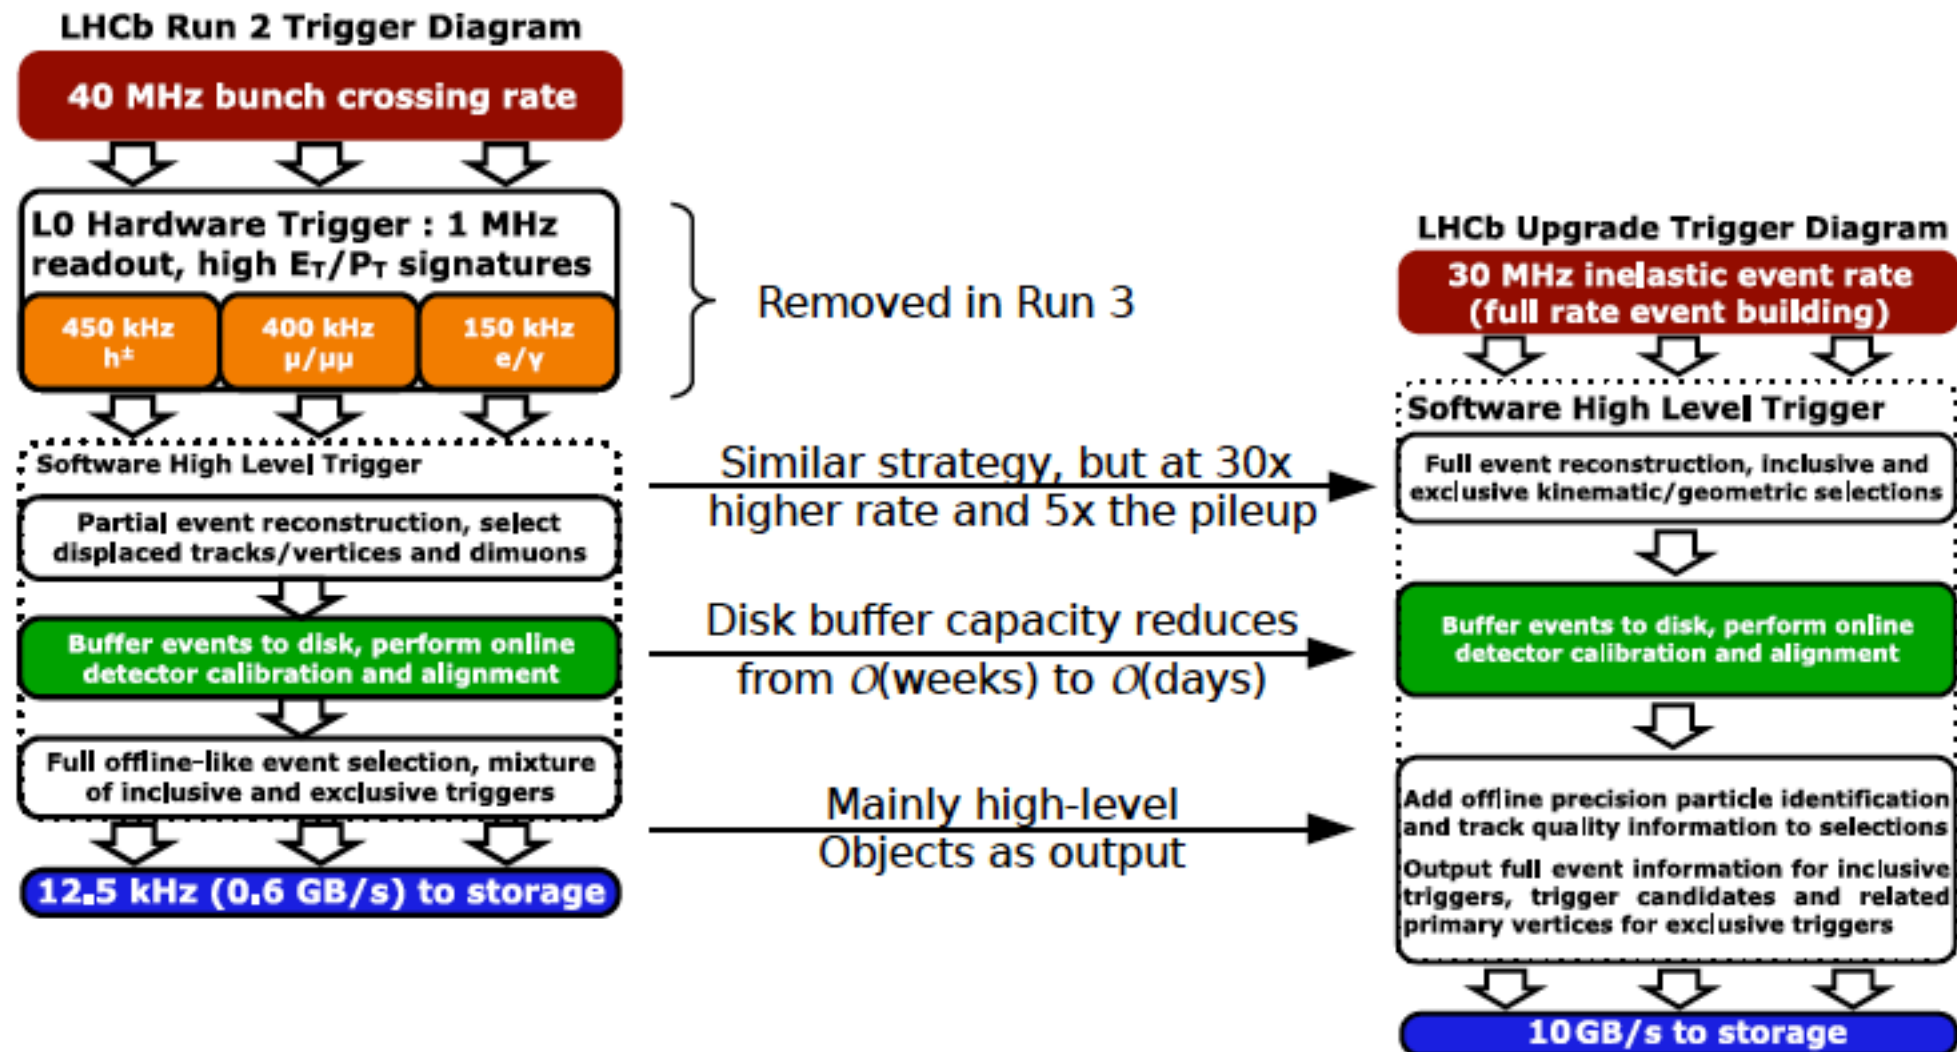 LHCb Run 2 Trigger Diagram
40 MHz bunch crossing rate
L0 Hardware Trigger : 1 MHz
readout, high ET/PT signatures
450 kHz
h±
400 kHz
μ/μμ
150 kHz
e/γ
Software High Level Trigger
Partial event reconstruction, select
displaced tracks/vertices and dimuons
Buffer events to disk, perform online
detector calibration and alignment
Full offline-like event selection, mixture
of inclusive and exclusive triggers
12.5 kHz (0.6 GB/s) to storage
Removed in Run 3
Similar strategy, but at 30x
higher rate and 5x the pileup
Disk buffer capacity reduces
from O(weeks) to O(days)
Mainly high-level
Objects as output
LHCb Upgrade Trigger Diagram
30 MHz inelastic event rate
(full rate event building)
Software High Level Trigger
Full event reconstruction, inclusive and
exclusive kinematic/geometric selections
Buffer events to disk, perform online
detector calibration and alignment
Add offline precision particle identification
and track quality information to selections
Output full event information for inclusive
triggers, trigger candidates and related
primary vertices for exclusive triggers
10 GB/s to storage